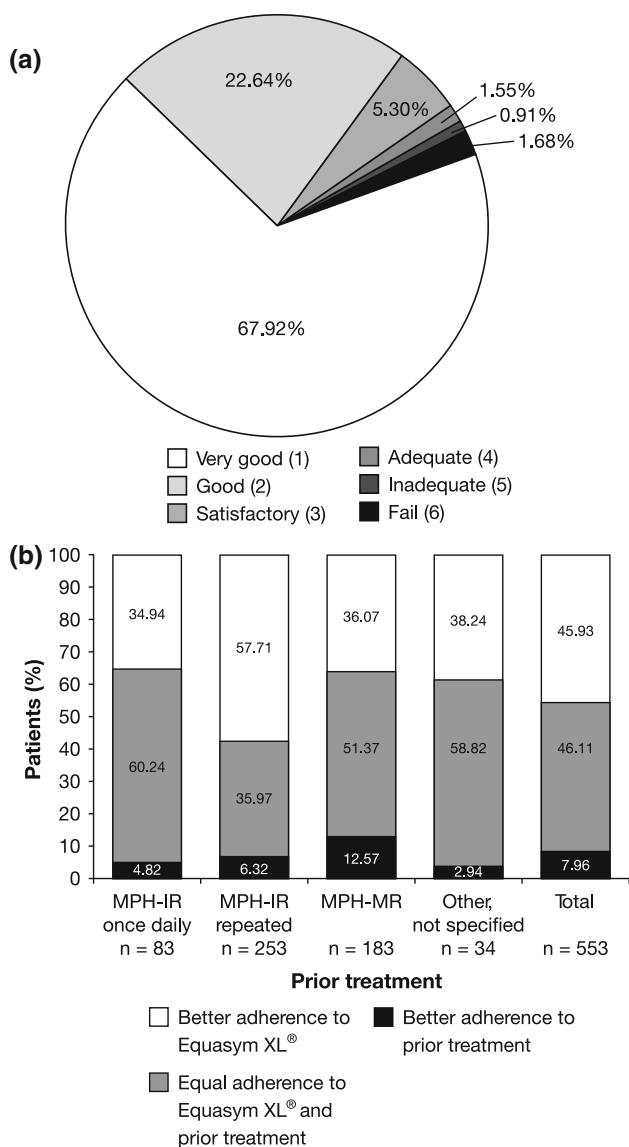 (a)
22.64%
5.30%
1.55%
0.91%
1.68%
67.92%
Very good (1)
Good (2)
Satisfactory (3)
Adequate (4)
Inadequate (5)
Fail (6)
(b)
Patients (%)
100
90
80
70
60
50
40
30
20
10
0
34.94
60.24
4.82
57.71
35.97
6.32
36.07
51.37
12.57
38.24
58.82
2.94
45.93
46.11
7.96
MPH-IR
once daily
n = 83
MPH-IR
repeated
n = 253
MPH-MR
n = 183
Other,
not specified
n = 34
Total
n = 553
Prior treatment
Better adherence to
Equasym XL®
Equal adherence to
Equasym XL® and
prior treatment
Better adherence to
prior treatment